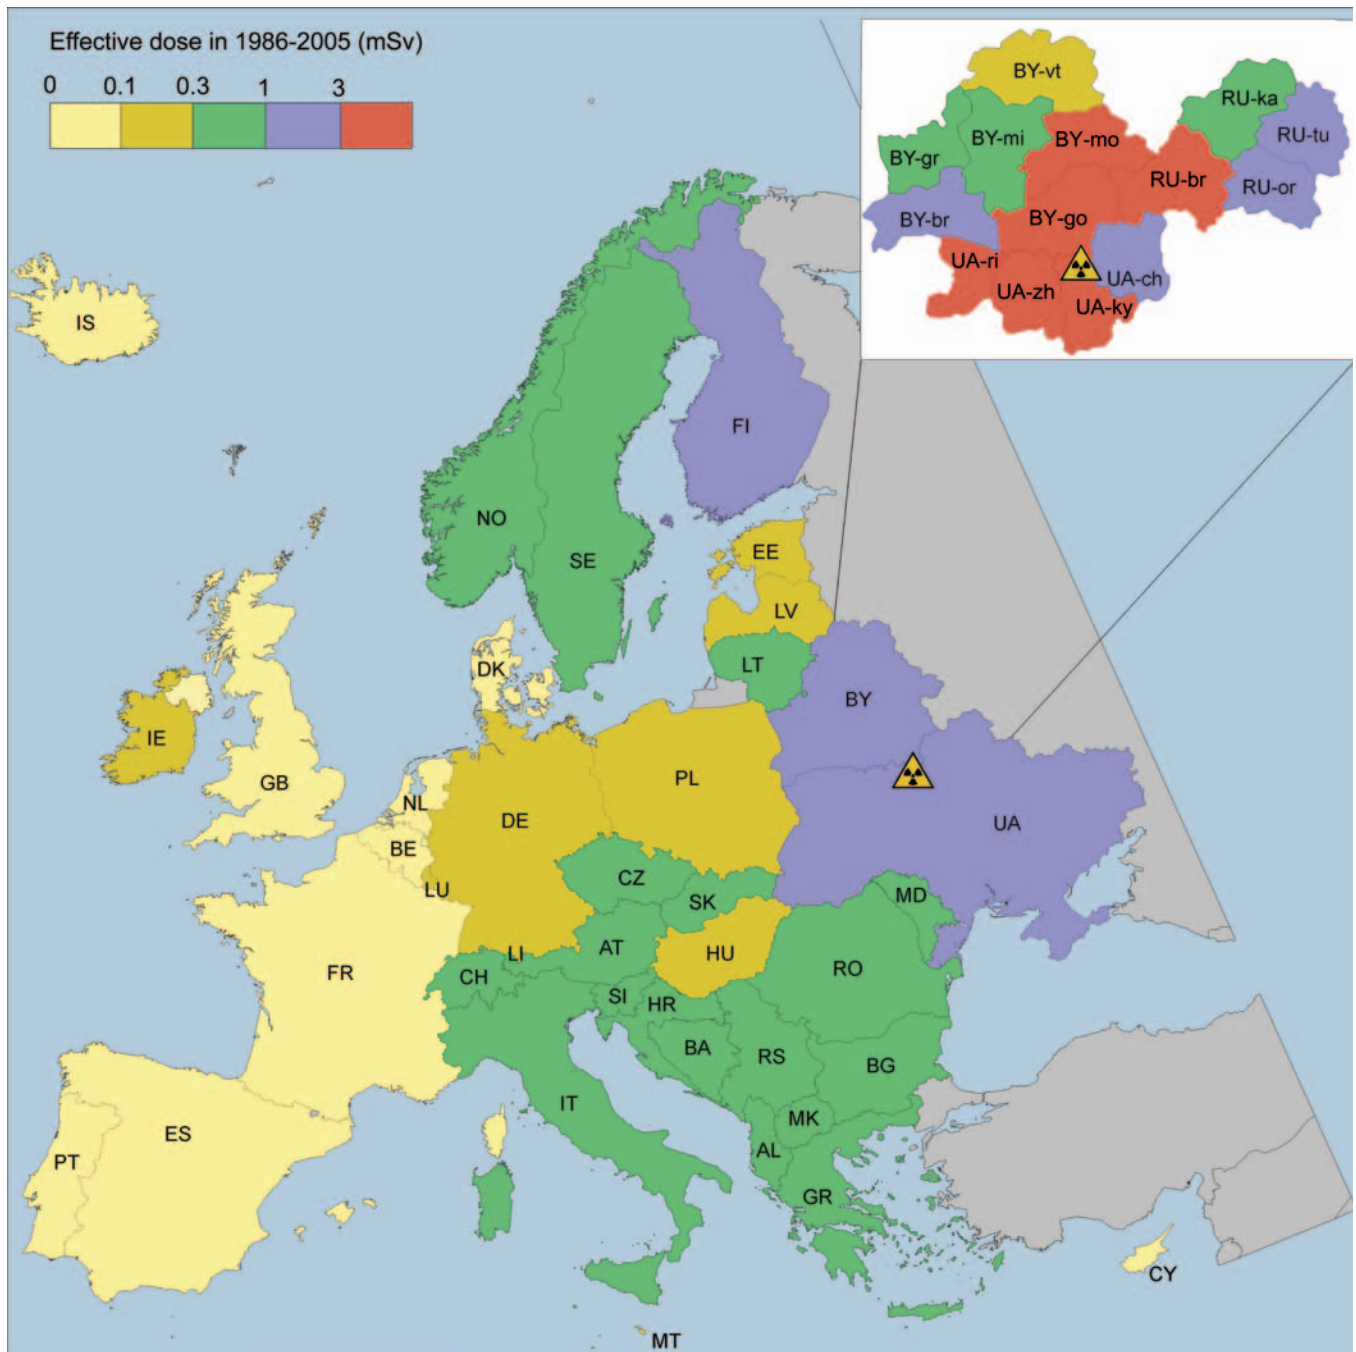 Effective dose in 1986-2005 (mSv)
0 0.1 0.3 1 3
BY-vt
RU-ka
BY-mi
BY-mo
RU-tu
BY-gr
RU-br
RU-or
BY-br
BY-go
UA-ri
UA-ch
UA-zh
UA-ky
IS
FI
NO
SE
EE
LV
LT
DK
BY
IE
GB
PL
NL
DE
UA
BE
CZ
LU
SK
MD
AT
LI
HU
CH
FR
RO
SI
HR
BA
RS
BG
IT
MK
ES
AL
PT
GR
CY
MT